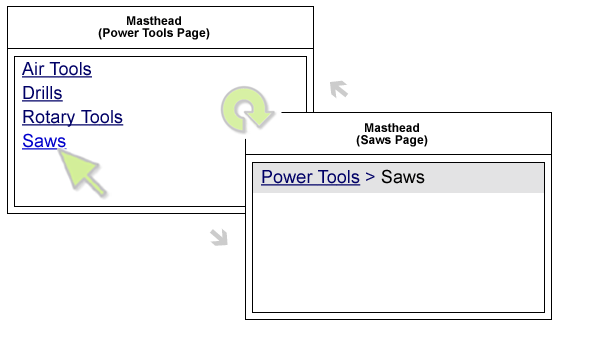 Masthead
(Power Tools Page)
Air Tools
Drills
Rotary Tools
Saws
Masthead
(Saws Page)
Power Tools > Saws